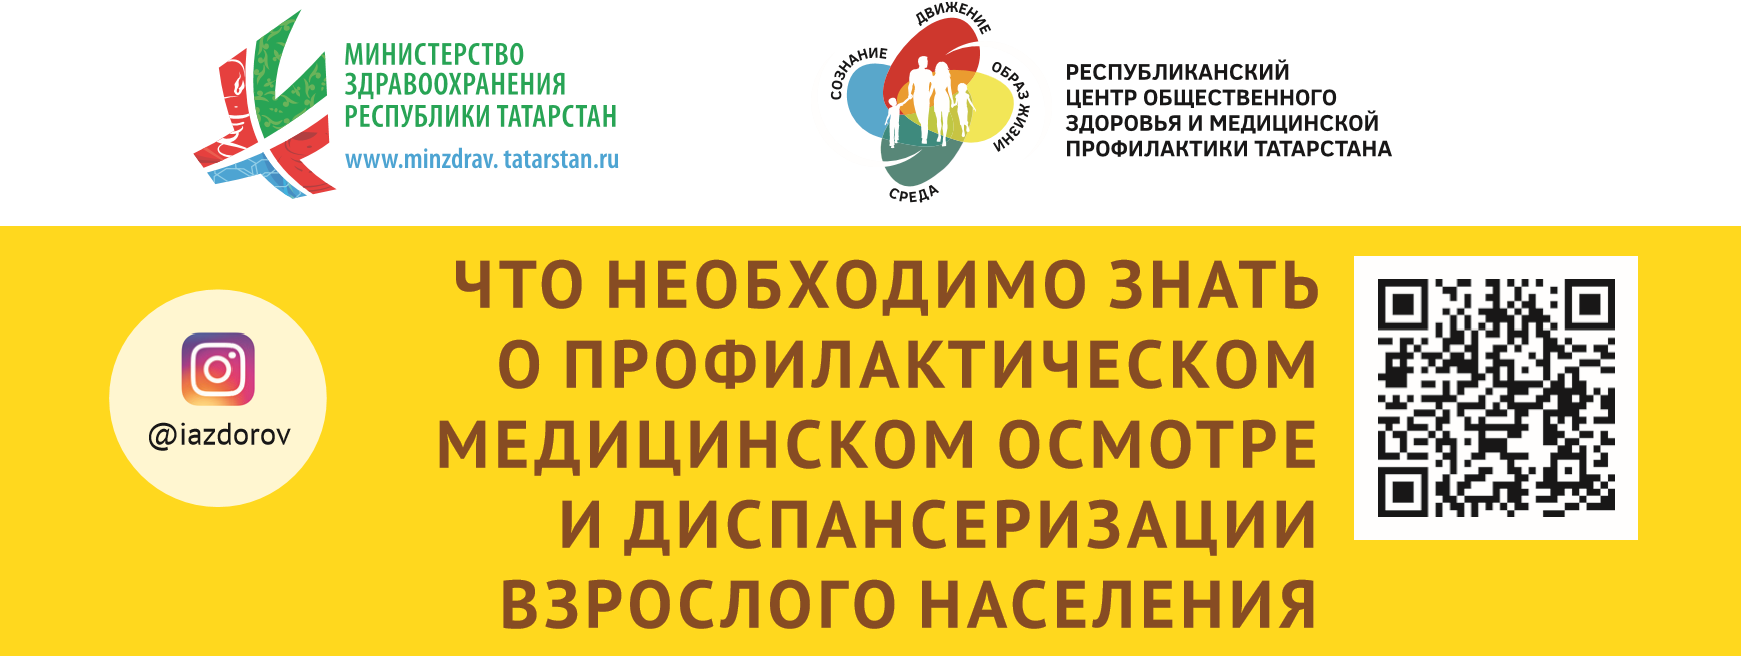 МИНИСТЕРСТВО
ЗДРАВООХРАНЕНИЯ
РЕСПУБЛИКИ ТАТАРСТАН
www.minzdrav. tatarstan.ru
СОЗНАНИЕ
ДВИЖЕНИЕ
ОБРАЗ ЖИЗНИ
СРЕДА
РЕСПУБЛИКАНСКИЙ
ЦЕНТР ОБЩЕСТВЕННОГО
ЗДОРОВЬЯ И МЕДИЦИНСКОЙ
ПРОФИЛАКТИКИ ТАТАРСТАНА
@iazdorov
ЧТО НЕОБХОДИМО ЗНАТЬ
О ПРОФИЛАКТИЧЕСКОМ
МЕДИЦИНСКОМ ОСМОТРЕ
И ДИСПАНСЕРИЗАЦИИ
ВЗРОСЛОГО НАСЕЛЕНИЯ